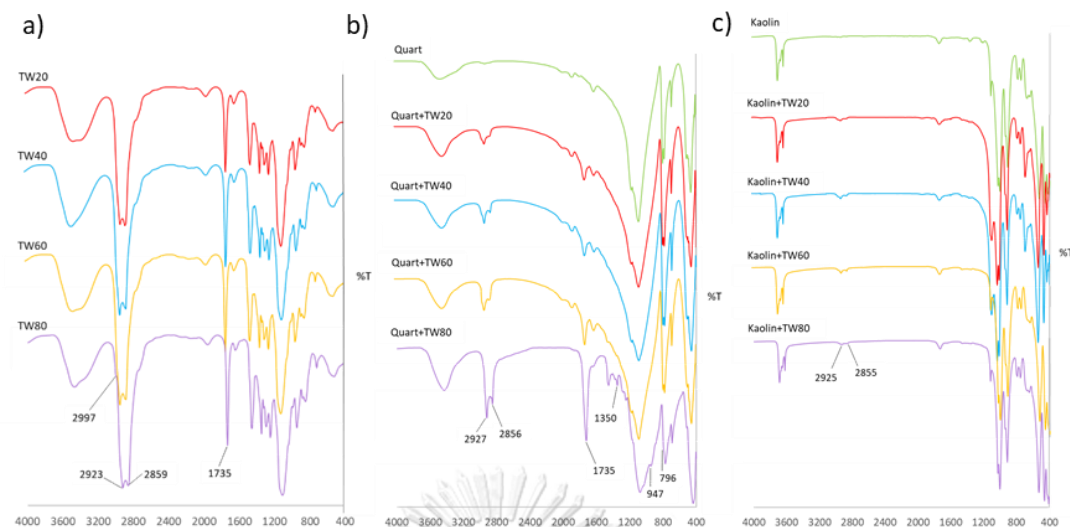 a)
TW20
TW40
TW60
TW80
2997
2923
2859
1735
%T
4000 3600 3200 2800 2400 2000 1600 1200 800 400
b)
Quart
Quart+TW20
Quart+TW40
Quart+TW60
Quart+TW80
2927
2856
1735
1350
947
796
%T
4000 3600 3200 2800 2400 2000 1600 1200 800 400
c)
Kaolin
Kaolin+TW20
Kaolin+TW40
Kaolin+TW60
Kaolin+TW80
2925
2855
%T
4000 3600 3200 2800 2400 2000 1600 1200 800 400